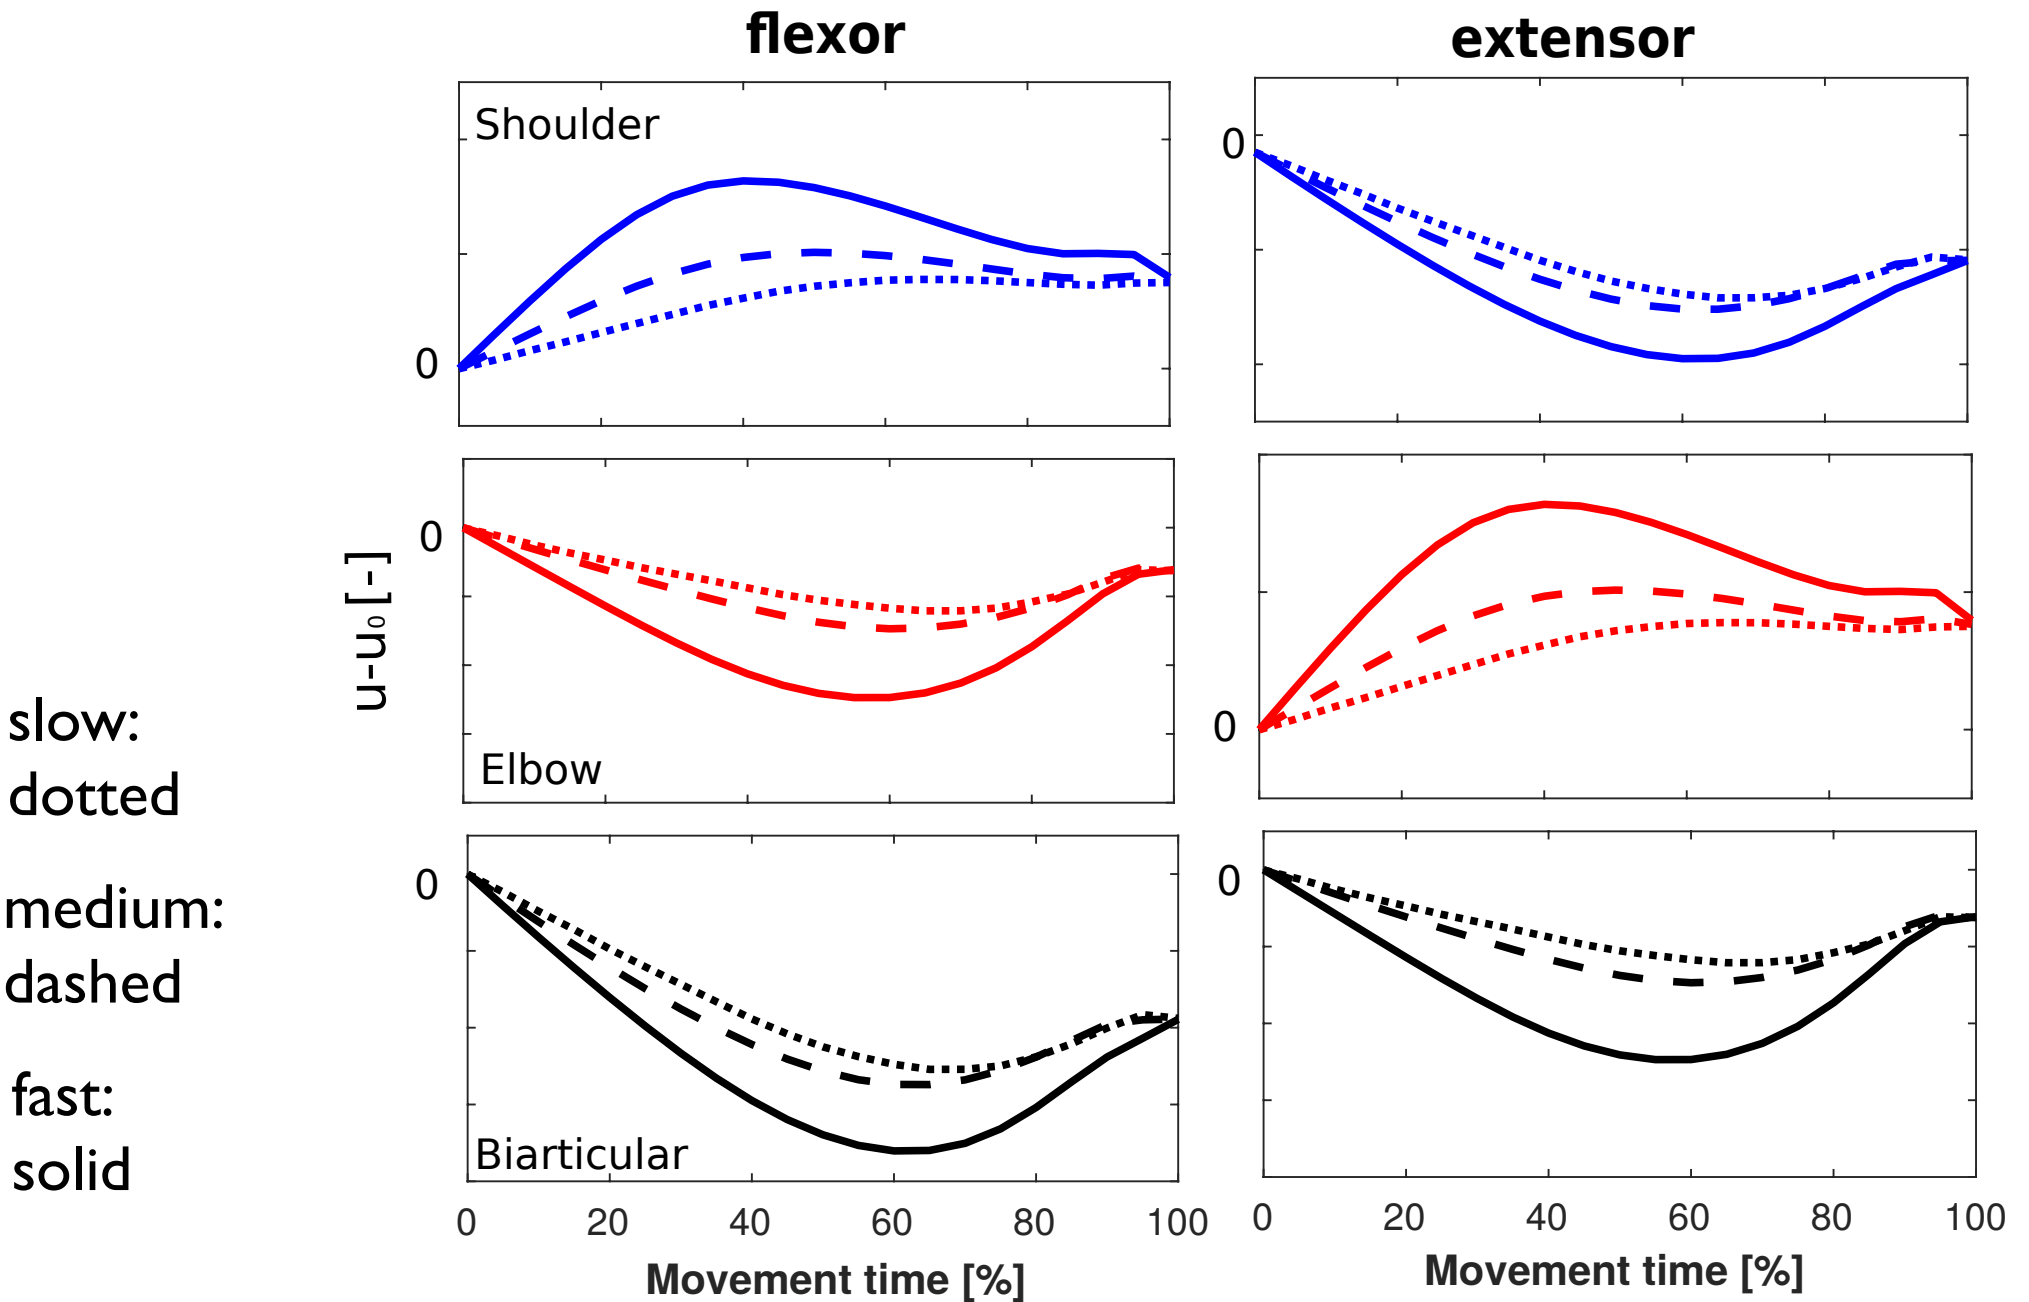 flexor
extensor
Shoulder
0
0
u-u₀ [-]
0
Elbow
0
slow:
dotted
medium:
dashed
fast:
solid
0
Biarticular
0
0 20 40 60 80 100
Movement time [%]
0 20 40 60 80 100
Movement time [%]